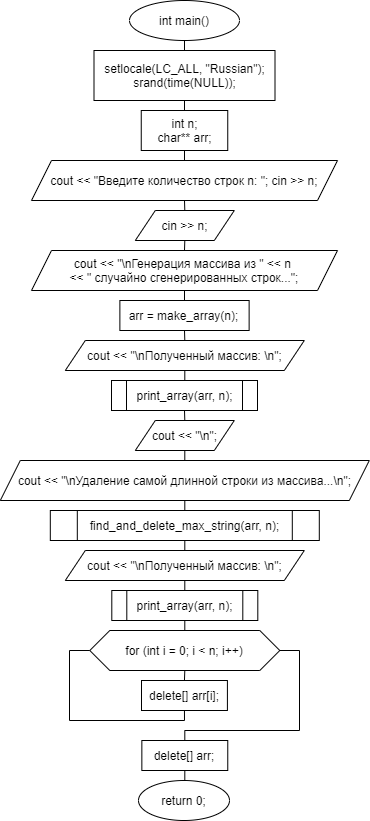 int main()
setlocale(LC_ALL, "Russian");
srand(time(NULL));
int n;
char** arr;
cout << "Введите количество строк n: "; cin >> n;
cin >> n;
cout << "\nГенерация массива из " << n
<< " случайно сгенерированных строк...";
arr = make_array(n);
cout << "\nПолученный массив: \n";
print_array(arr, n);
cout << "\n";
cout << "\nУдаление самой длинной строки из массива...\n";
find_and_delete_max_string(arr, n);
cout << "\nПолученный массив: \n";
print_array(arr, n);
for (int i = 0; i < n; i++)
delete[] arr[i];
delete[] arr;
return 0;